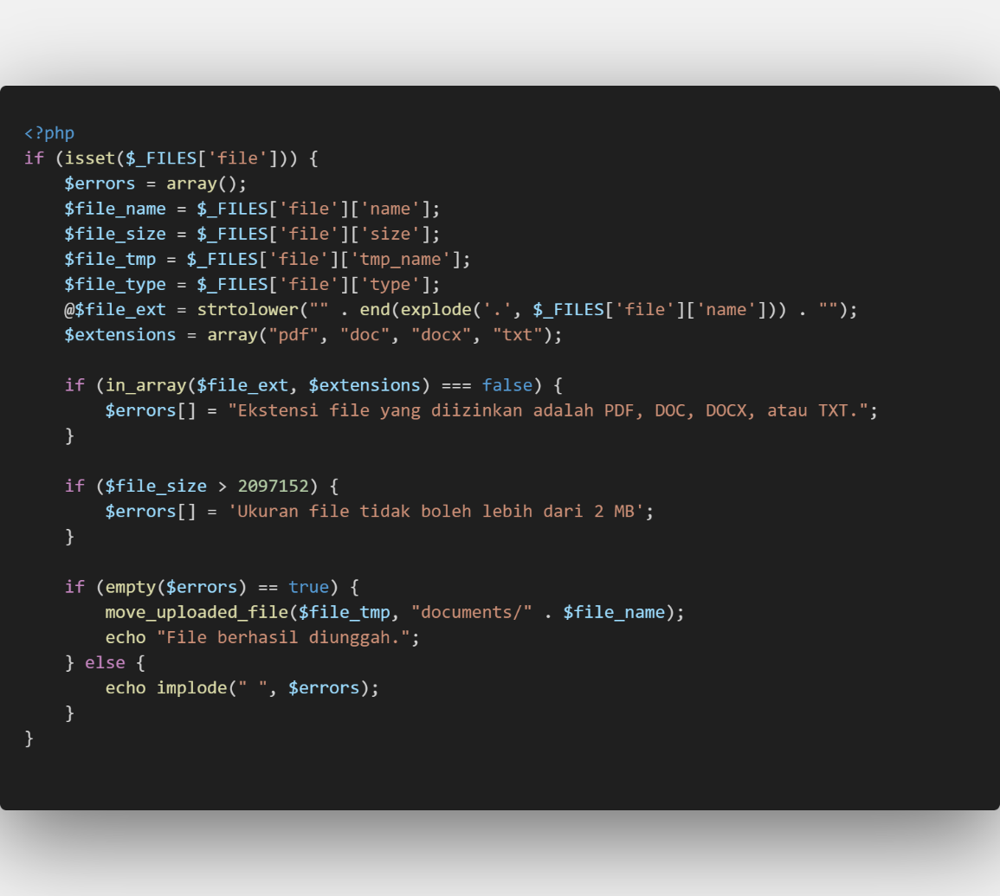 <?php
if (isset($_FILES['file'])) {
    $errors = array();
    $file_name = $_FILES['file']['name'];
    $file_size = $_FILES['file']['size'];
    $file_tmp = $_FILES['file']['tmp_name'];
    $file_type = $_FILES['file']['type'];
    @$file_ext = strtolower("" . end(explode('.', $_FILES['file']['name'])) . "");
    $extensions = array("pdf", "doc", "docx", "txt");

    if (in_array($file_ext, $extensions) === false) {
        $errors[] = "Ekstensi file yang diizinkan adalah PDF, DOC, DOCX, atau TXT.";
    }

    if ($file_size > 2097152) {
        $errors[] = 'Ukuran file tidak boleh lebih dari 2 MB';
    }

    if (empty($errors) == true) {
        move_uploaded_file($file_tmp, "documents/" . $file_name);
        echo "File berhasil diunggah.";
    } else {
        echo implode(" ", $errors);
    }
}